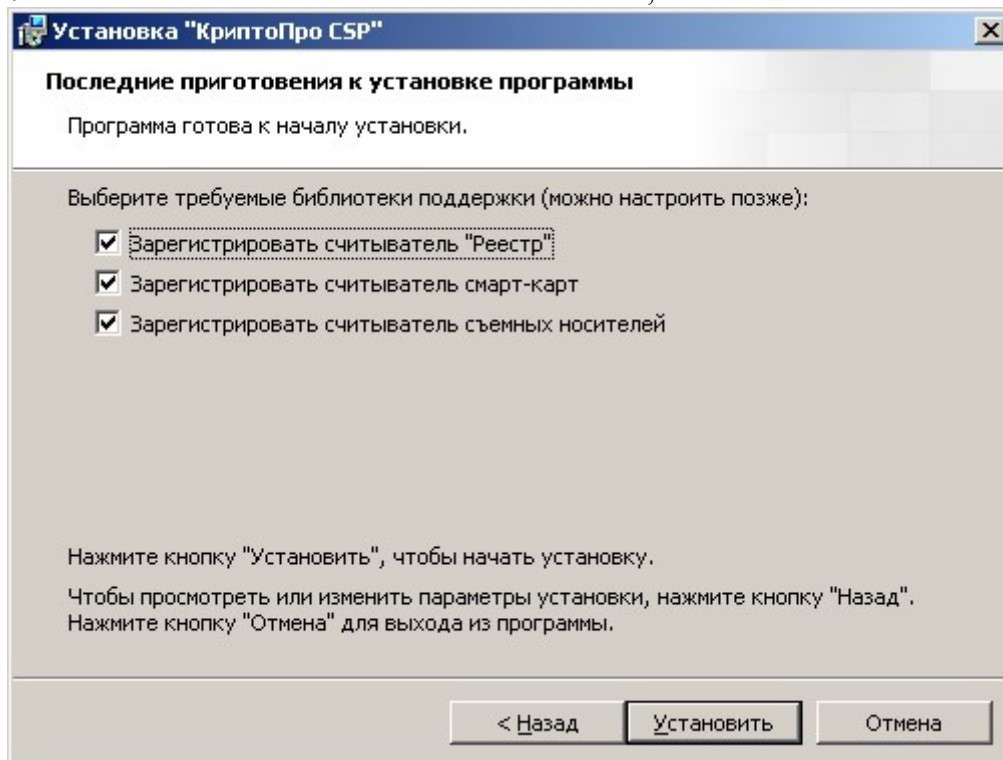 Установка "КриптоПро CSP"
Последние приготовения к установке программы
Программа готова к началу установки.
Выберите требуемые библиотеки поддержки (можно настроить позже):
Зарегистрировать считыватель "Реестр"
Зарегистрировать считыватель смарт-карт
Зарегистрировать считыватель съемных носителей
Нажмите кнопку "Установить", чтобы начать установку.
Чтобы просмотреть или изменить параметры установки, нажмите кнопку "Назад".
Нажмите кнопку "Отмена" для выхода из программы.
< Назад Установить Отмена